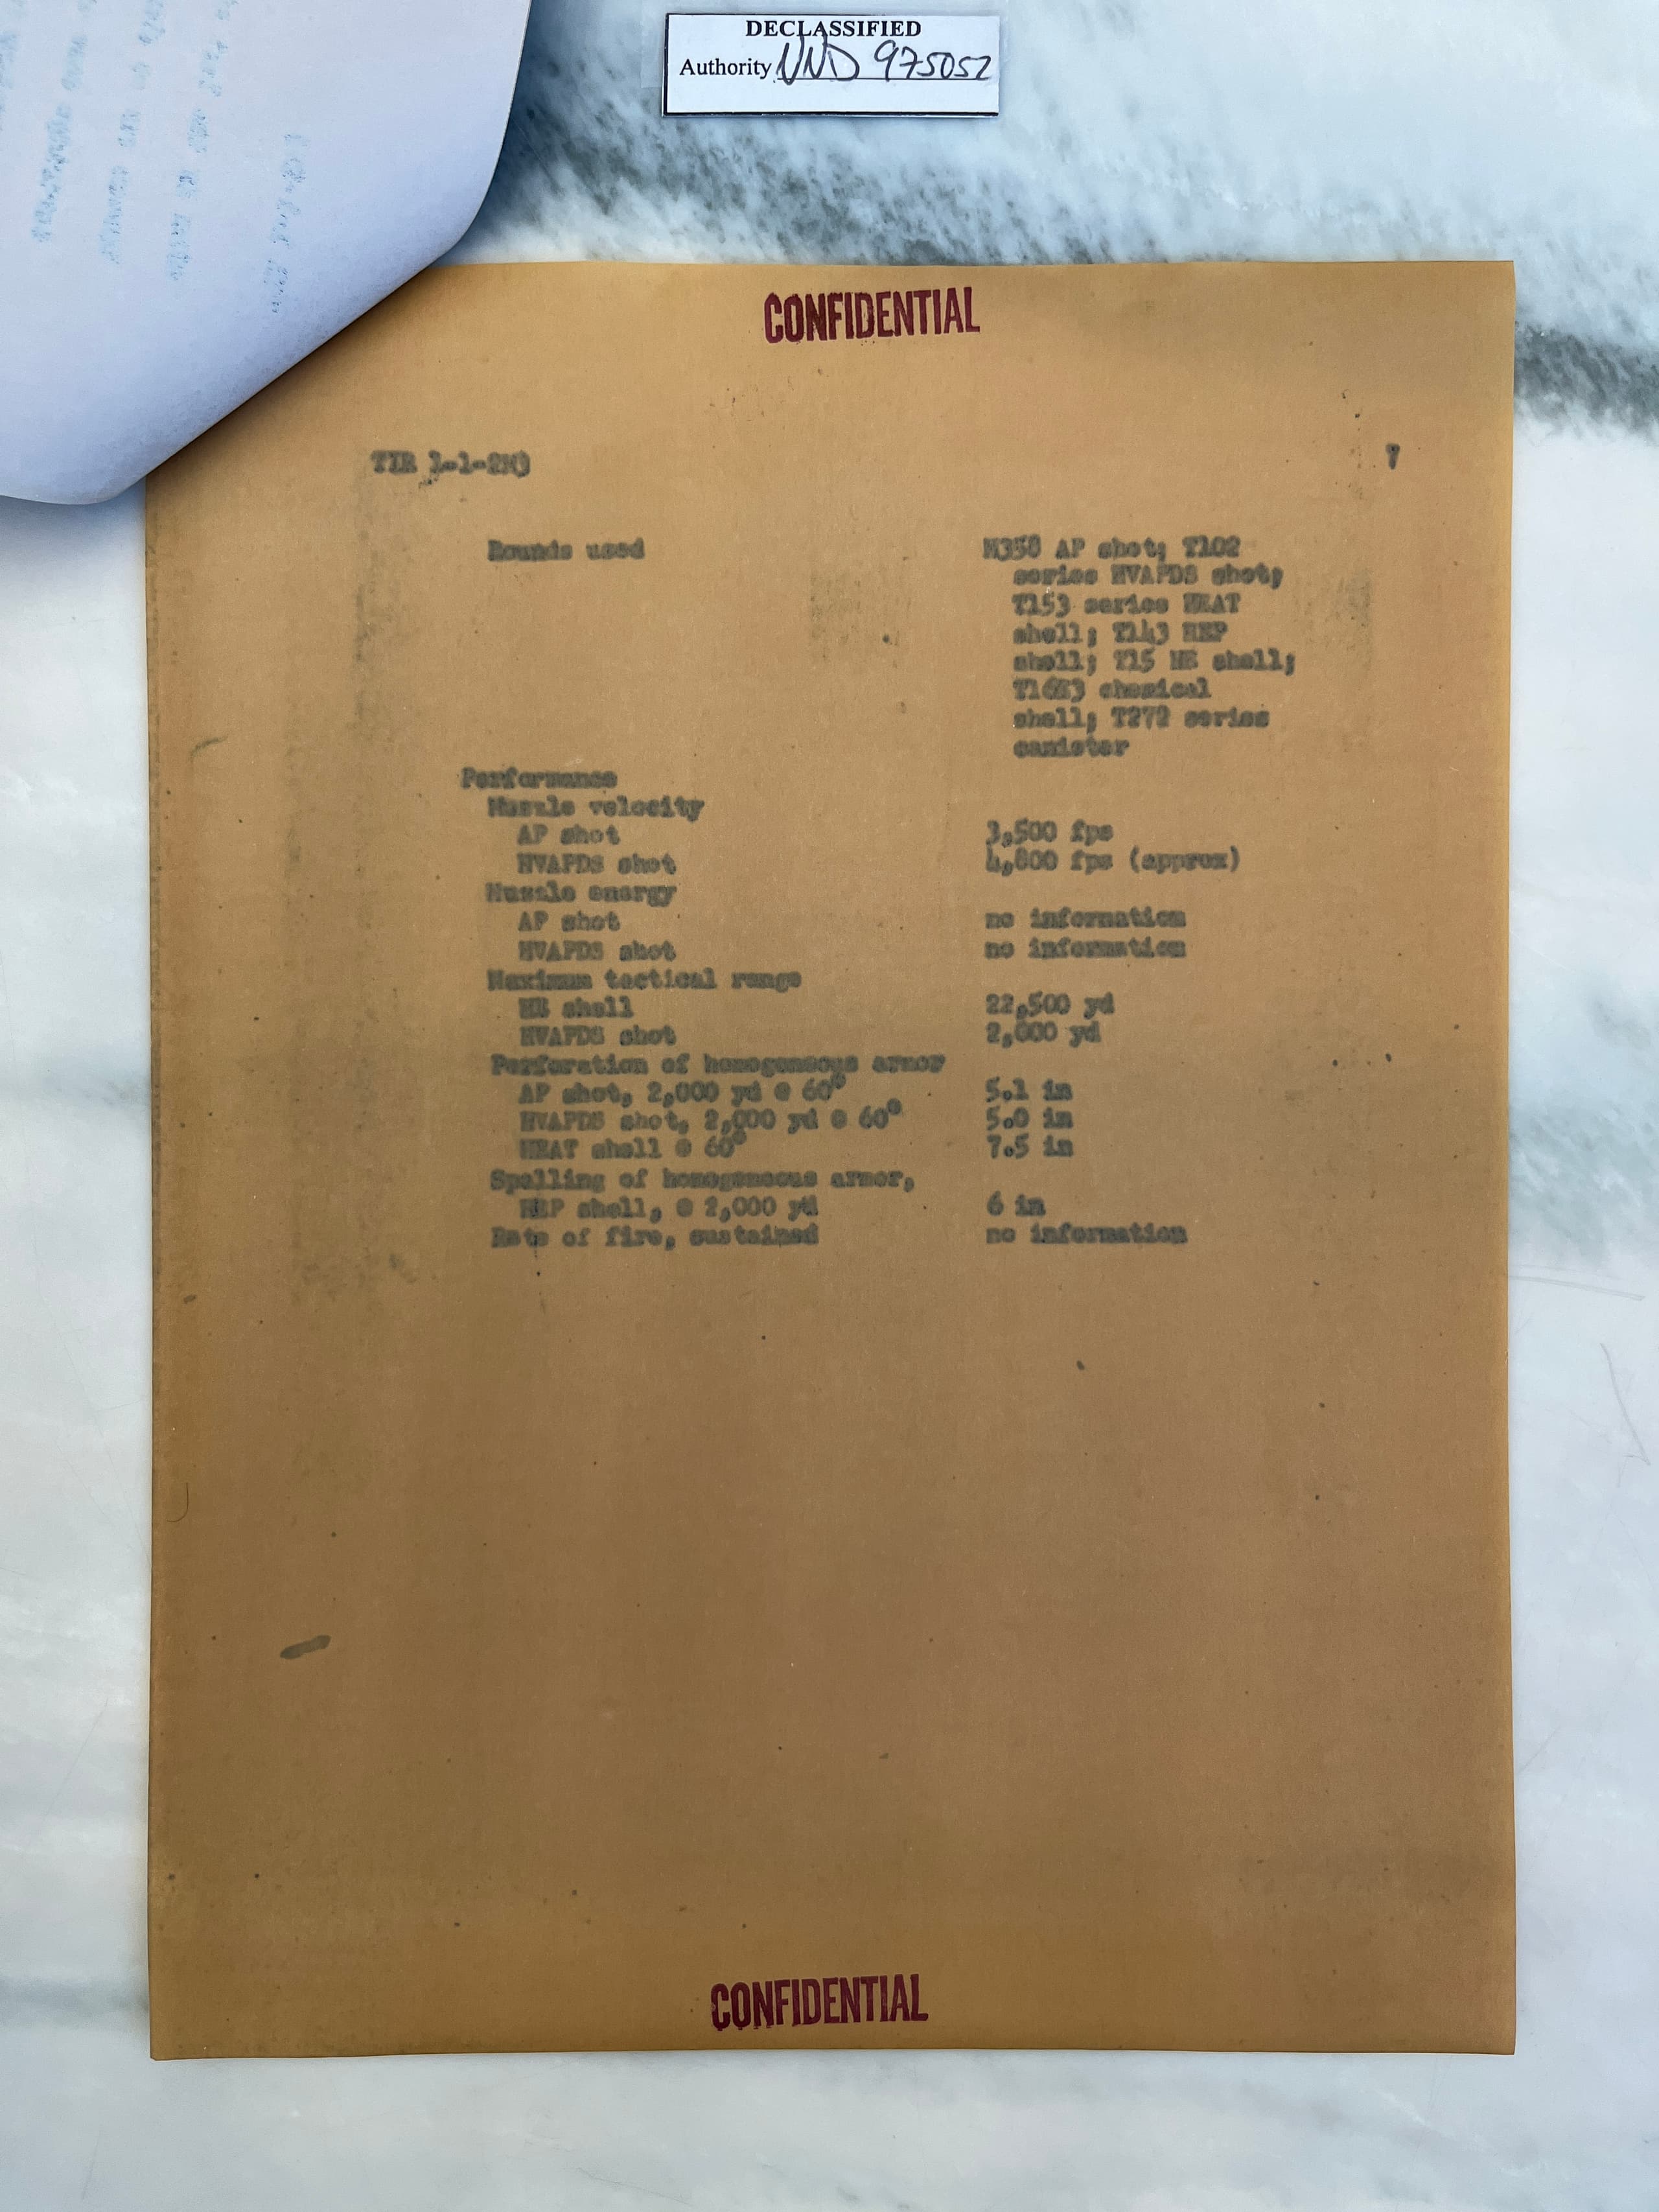 DECLASSIFIED
Authority NND 975052
CONFIDENTIAL
7
Rounds used M358 AP shot; T102
series HVAPDS shot;
T153 series HEAT
shell; T143 HEP
shell; T15 HE shell;
T16E3 chemical
shell; T272 series
canister
Performance
Muzzle velocity
AP shot 3,500 fps
HVAPDS shot 4,800 fps (approx)
Muzzle energy
AP shot no information
HVAPDS shot no information
Maximum tactical range
HE shell 22,500 yd
HVAPDS shot 2,000 yd
Perforation of homogeneous armor
AP shot, 2,000 yd @ 60° 5.1 in
HVAPDS shot, 2,000 yd @ 60° 5.0 in
HEAT shell @ 60° 7.5 in
Spalling of homogeneous armor,
HEP shell, @ 2,000 yd 6 in
Rate of fire, sustained no information
CONFIDENTIAL